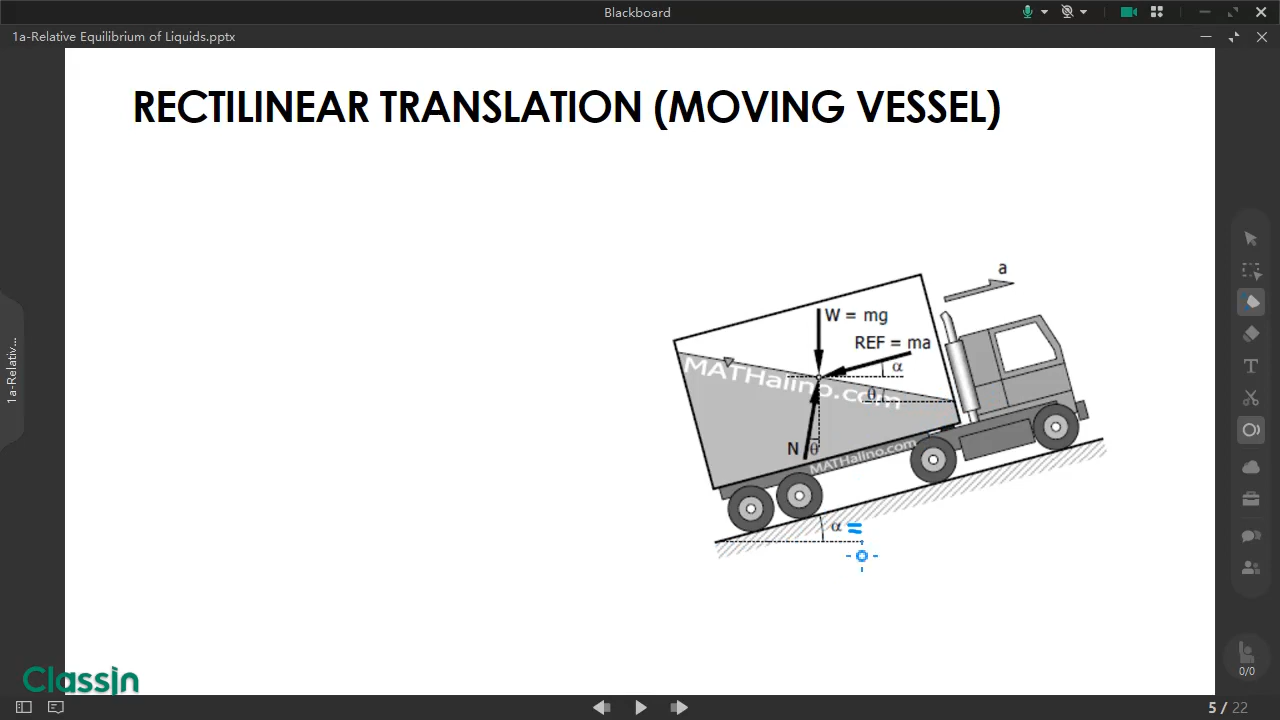 Blackboard
1a-Relative Equilibrium of Liquids.pptx
RECTILINEAR TRANSLATION (MOVING VESSEL)
a
W = mg
REF = ma
α
MATHalino.com
θ
N θ
MATHalino.com
α =
1a-Relativ...
T
0/0
ClassIn
5 / 22